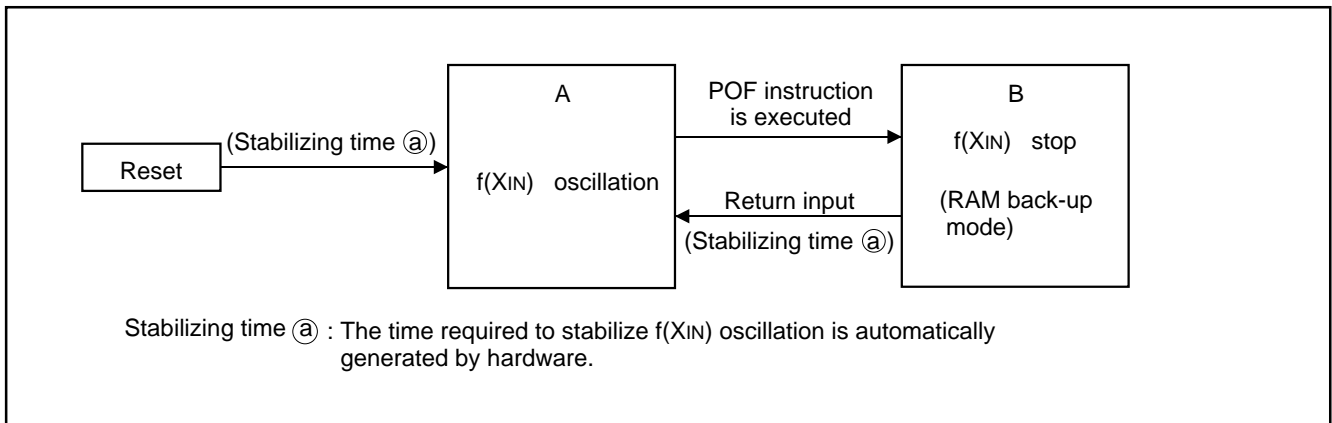 Reset
(Stabilizing time ⓐ)
A
f(XIN) oscillation
POF instruction
is executed
Return input
(Stabilizing time ⓐ)
B
f(XIN) stop
(RAM back-up
mode)
Stabilizing time ⓐ : The time required to stabilize f(XIN) oscillation is automatically
generated by hardware.